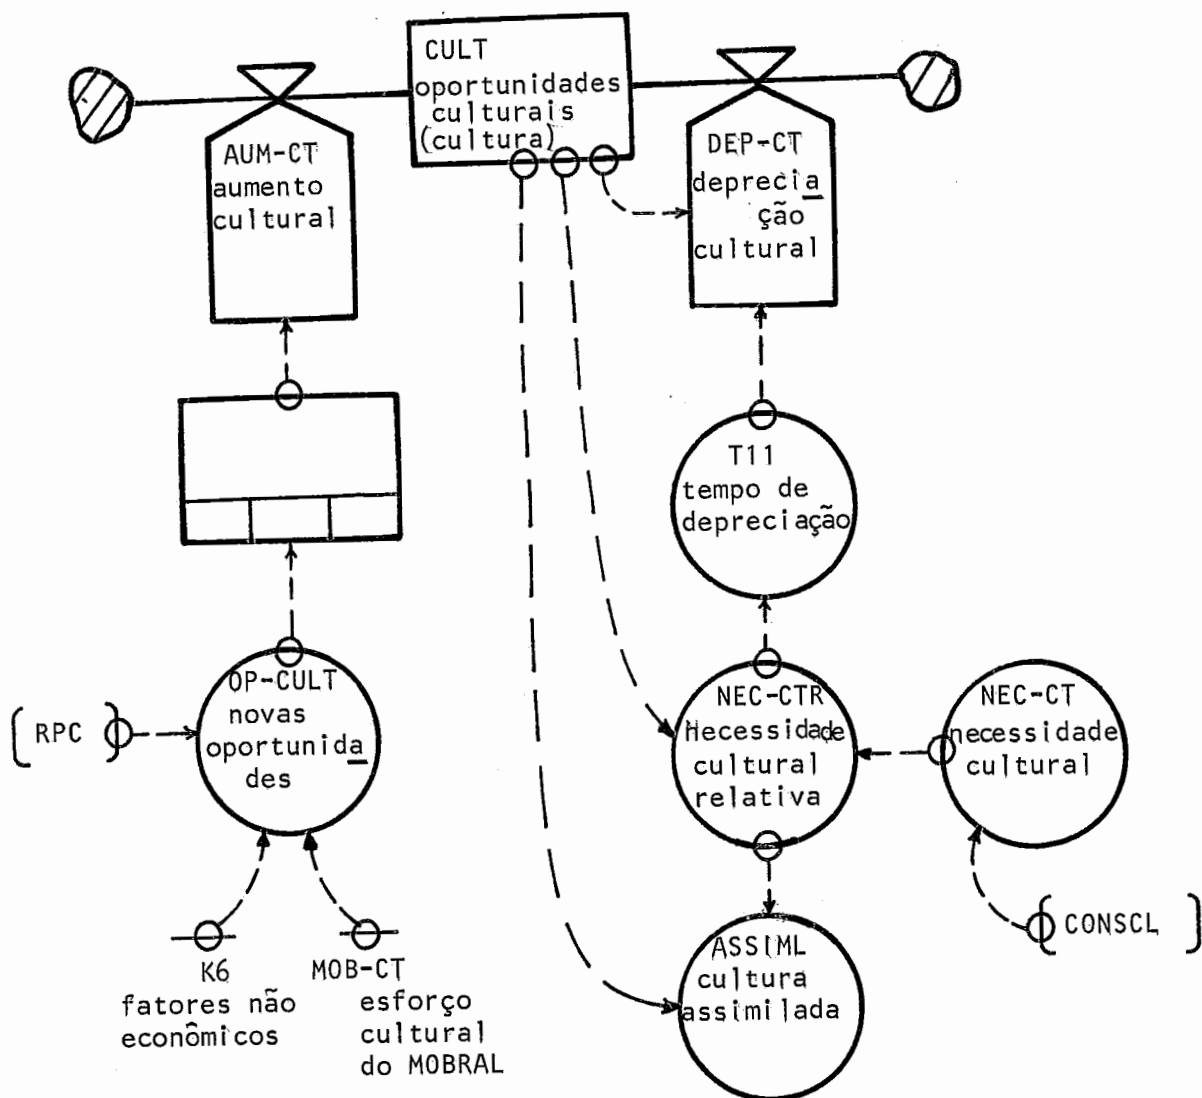 CULT
oportunidades
culturais
(cultura)
AUM-CT
aumento
cultural
DEP-CT
deprecia
ção
cultural
T11
tempo de
depreciação
OP-CULT
novas
oportunida
des
[RPC]
NEC-CTR
Necessidade
cultural
relativa
NEC-CT
necessidade
cultural
K6
fatores não
econômicos
MOB-CT
esforço
cultural
do MOBRAL
ASSIML
cultura
assimilada
[CONSCL]